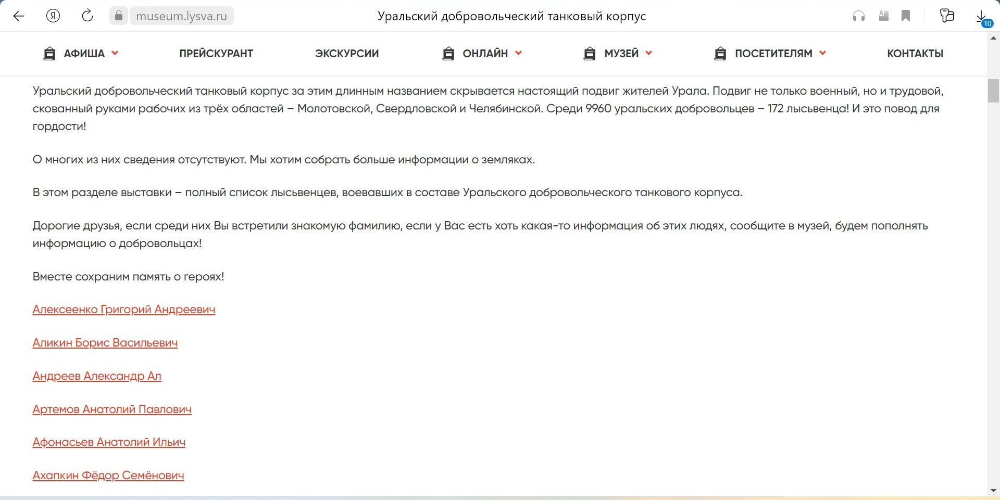 museum.lysva.ru
Уральский добровольческий танковый корпус
10
АФИША
ПРЕЙСКУРАНТ
ЭКСКУРСИИ
ОНЛАЙН
МУЗЕЙ
ПОСЕТИТЕЛЯМ
КОНТАКТЫ
Уральский добровольческий танковый корпус за этим длинным названием скрывается настоящий подвиг жителей Урала. Подвиг не только военный, но и трудовой,
скованный руками рабочих из трёх областей – Молотовской, Свердловской и Челябинской. Среди 9960 уральских добровольцев – 172 лысьвенца! И это повод для
гордости!
О многих из них сведения отсутствуют. Мы хотим собрать больше информации о земляках.
В этом разделе выставки – полный список лысьвенцев, воевавших в составе Уральского добровольческого танкового корпуса.
Дорогие друзья, если среди них Вы встретили знакомую фамилию, если у Вас есть хоть какая-то информация об этих людях, сообщите в музей, будем пополнять
информацию о добровольцах!
Вместе сохраним память о героях!
Алексеенко Григорий Андреевич
Аликин Борис Васильевич
Андреев Александр Ал
Артемов Анатолий Павлович
Афонасьев Анатолий Ильич
Ахапкин Фёдор Семёнович